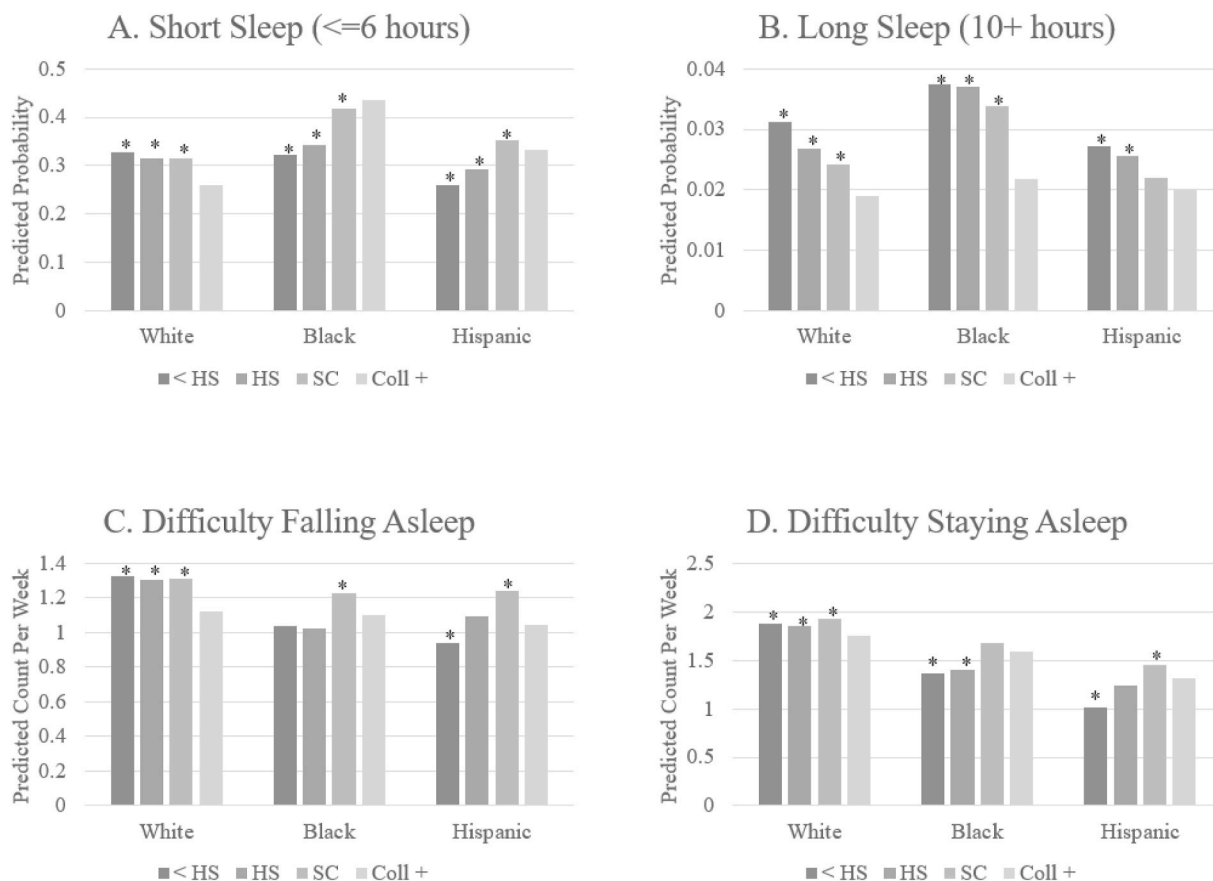 A. Short Sleep (<=6 hours)
Predicted Probability
0.5
0.4
0.3
0.2
0.1
0
* * *
* * *
* * *
White Black Hispanic
< HS HS SC Coll +
B. Long Sleep (10+ hours)
Predicted Probability
0.04
0.03
0.02
0.01
0
* * *
* * *
* *
White Black Hispanic
< HS HS SC Coll +
C. Difficulty Falling Asleep
Predicted Count Per Week
1.4
1.2
1
0.8
0.6
0.4
0.2
0
* * *
*
* *
White Black Hispanic
< HS HS SC Coll +
D. Difficulty Staying Asleep
Predicted Count Per Week
2.5
2
1.5
1
0.5
0
* * *
* *
* *
White Black Hispanic
< HS HS SC Coll +